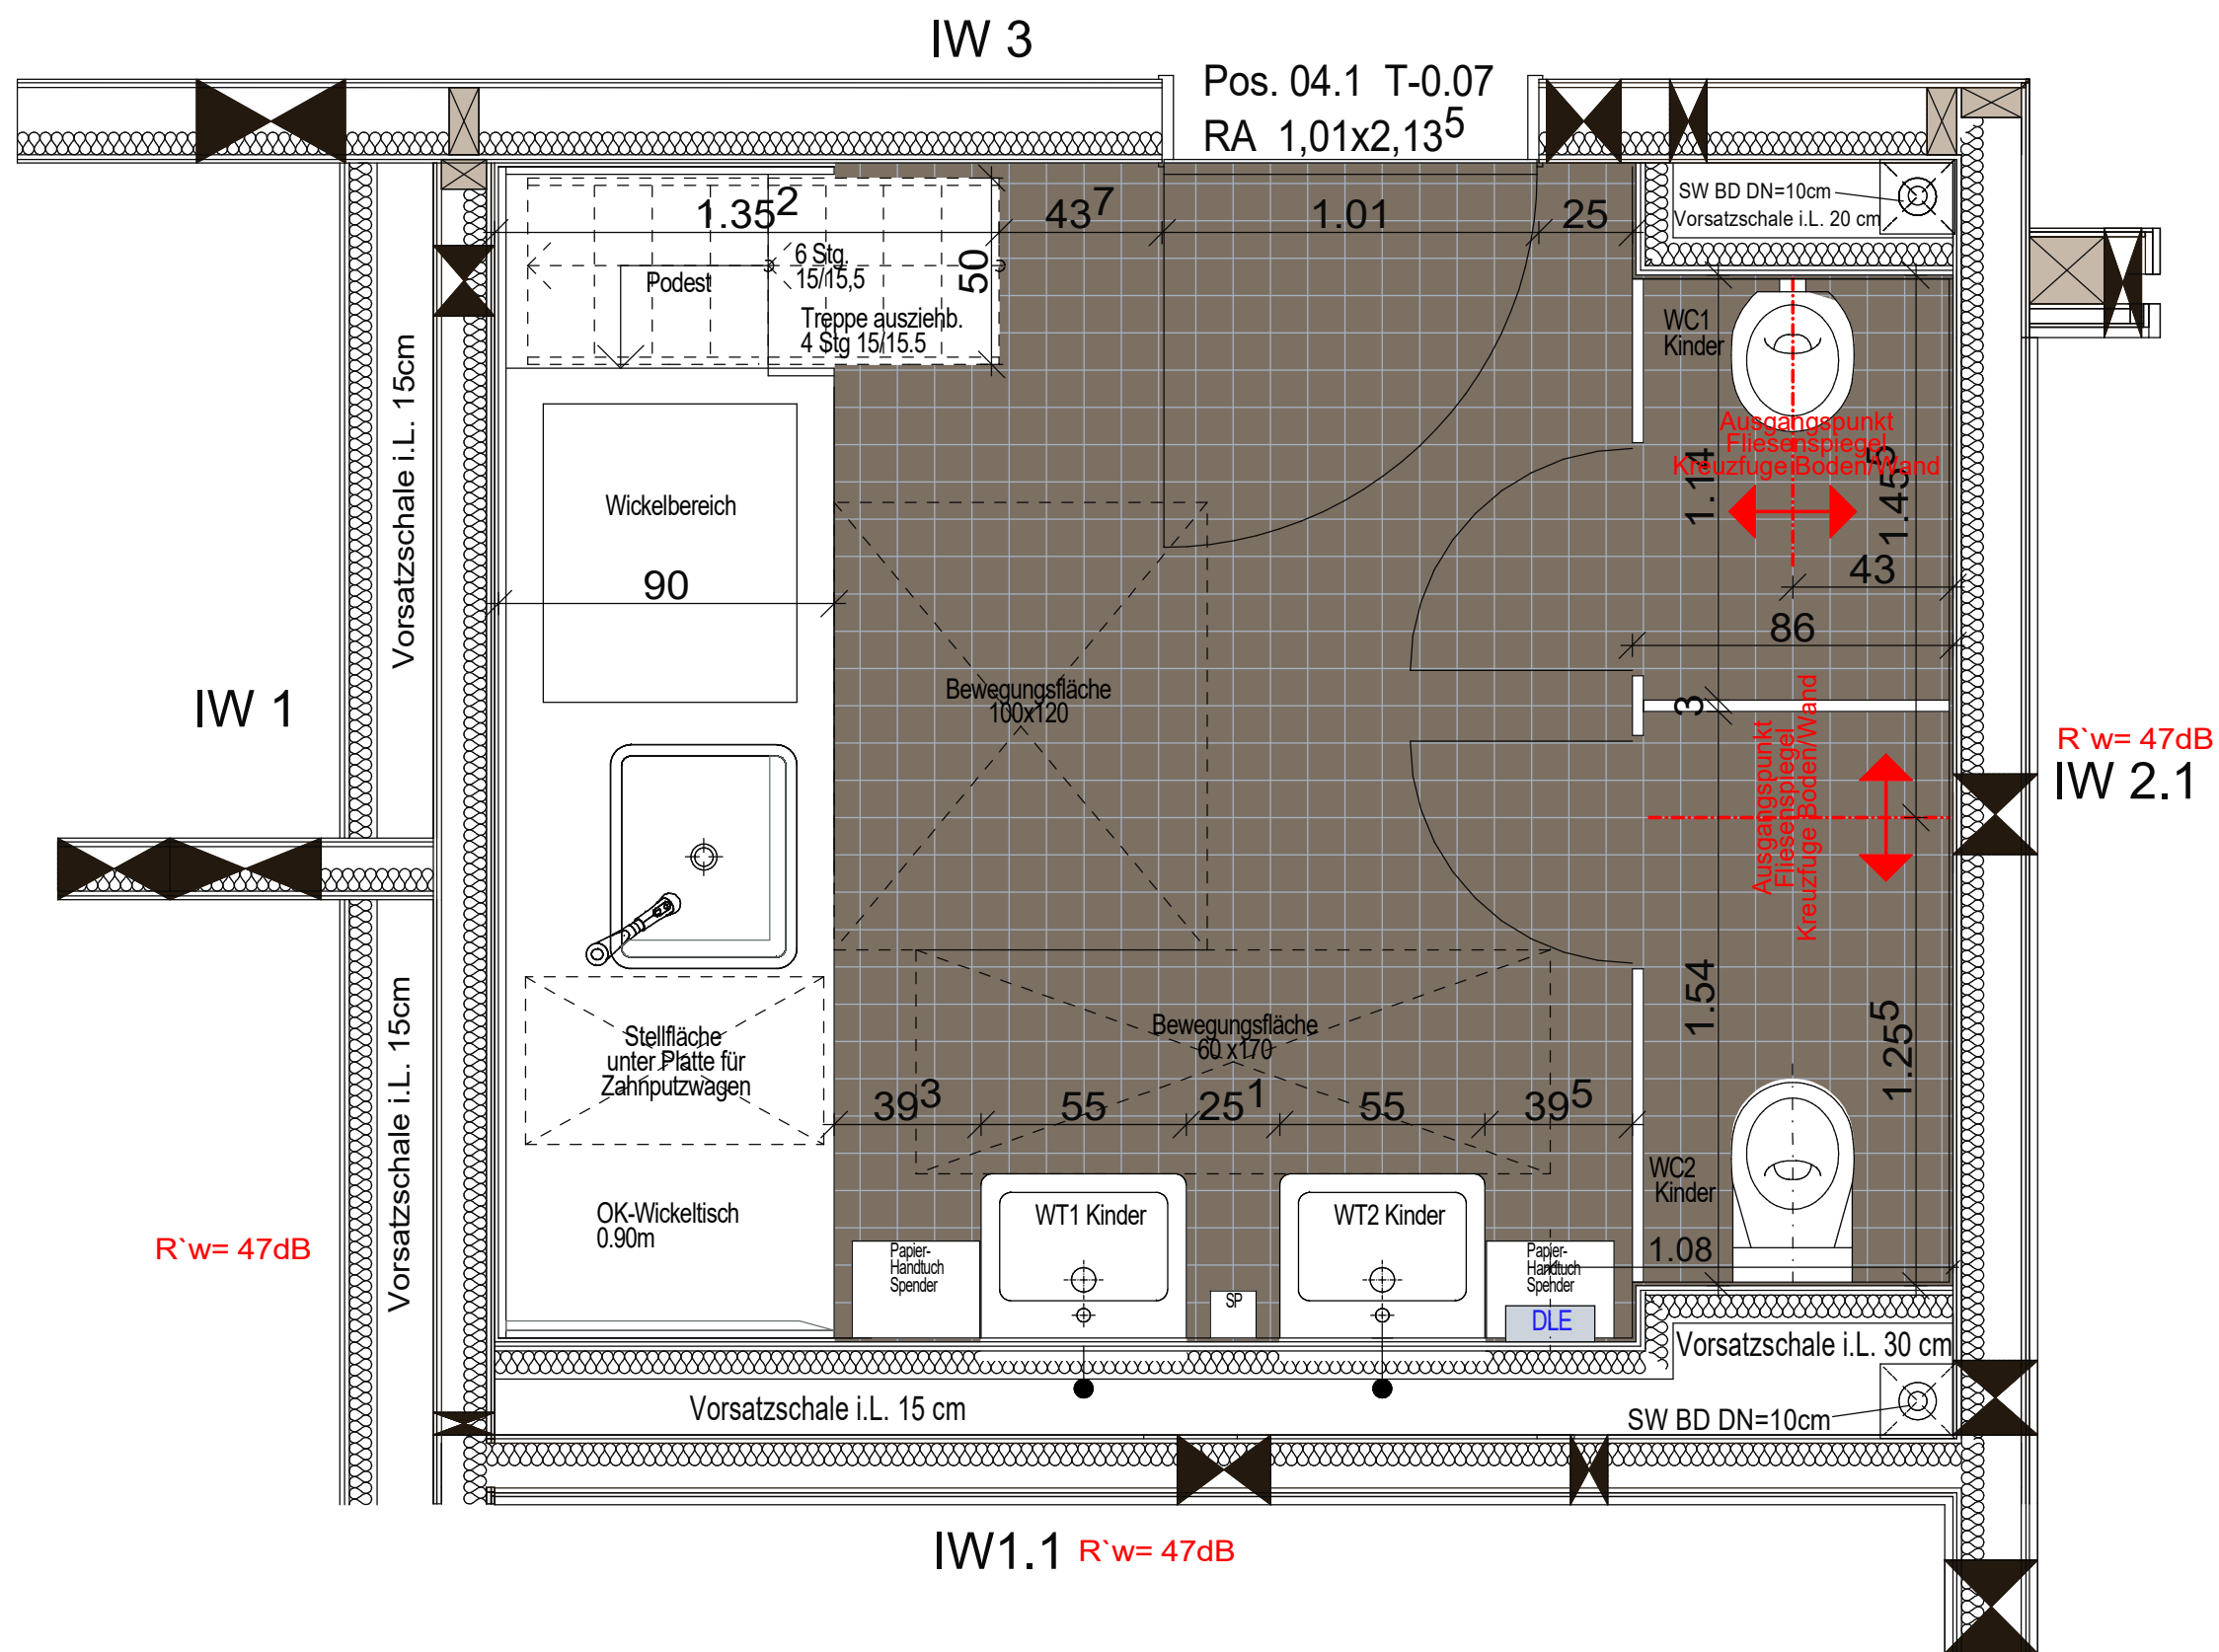 IW 3
Pos. 04.1 T-0.07
RA 1,01x2,13⁵
SW BD DN=10cm
Vorsatzschale i.L. 20 cm
1.35²
43⁷
1.01
25
6 Stg.
15/15,5
50
Podest
Treppe ausziehb.
4 Stg 15/15.5
WC1
Kinder
Vorsatzschale i.L. 15cm
Ausgangspunkt
Fliesenspiegel
Kreuzfuge Boden/Wand
1.14
1.45⁵
Wickelbereich
90
43
86
Bewegungsfläche
100x120
3
IW 1
R`w= 47dB
IW 2.1
Ausgangspunkt
Fliesenspiegel
Kreuzfuge Boden/Wand
Vorsatzschale i.L. 15cm
Stellfläche
unter Platte für
Zahnputzwagen
Bewegungsfläche
60 x170
1.54
1.25⁵
39³
55
25¹
55
39⁵
WC2
Kinder
OK-Wickeltisch
0.90m
WT1 Kinder
WT2 Kinder
R`w= 47dB
Papier-
Handtuch
Spender
SP
Papier-
Handtuch
Spender
DLE
1.08
Vorsatzschale i.L. 30 cm
Vorsatzschale i.L. 15 cm
SW BD DN=10cm
IW1.1
R`w= 47dB